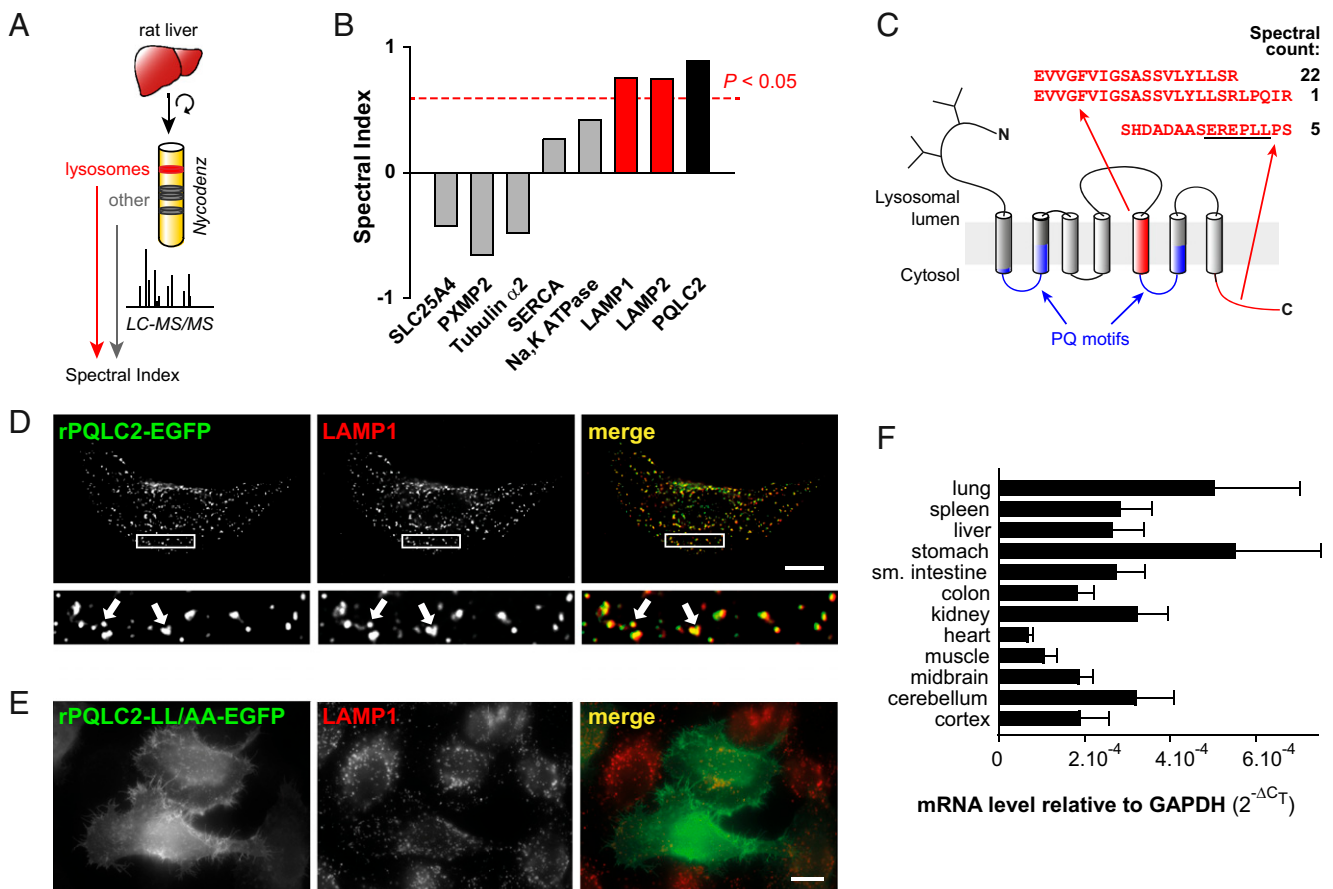 A
rat liver
lysosomes
other
Nycodenz
LC-MS/MS
Spectral Index
B
Spectral Index
1
0
-1
P < 0.05
SLC25A4
PXMP2
Tubulin α2
SERCA
Na,K ATPase
LAMP1
LAMP2
PQLC2
C
Spectral
count:
EVVGFVIGSASSVLYLLSR 22
EVVGFVIGSASSVLYLLSRLPQIR 1
SHDADAASEREPLLPS 5
N
Lysosomal
lumen
Cytosol
C
PQ motifs
D
rPQLC2-EGFP
LAMP1
merge
E
rPQLC2-LL/AA-EGFP
LAMP1
merge
F
lung
spleen
liver
stomach
sm. intestine
colon
kidney
heart
muscle
midbrain
cerebellum
cortex
0 2.10⁻⁴ 4.10⁻⁴ 6.10⁻⁴
mRNA level relative to GAPDH (2^-ΔC_T)